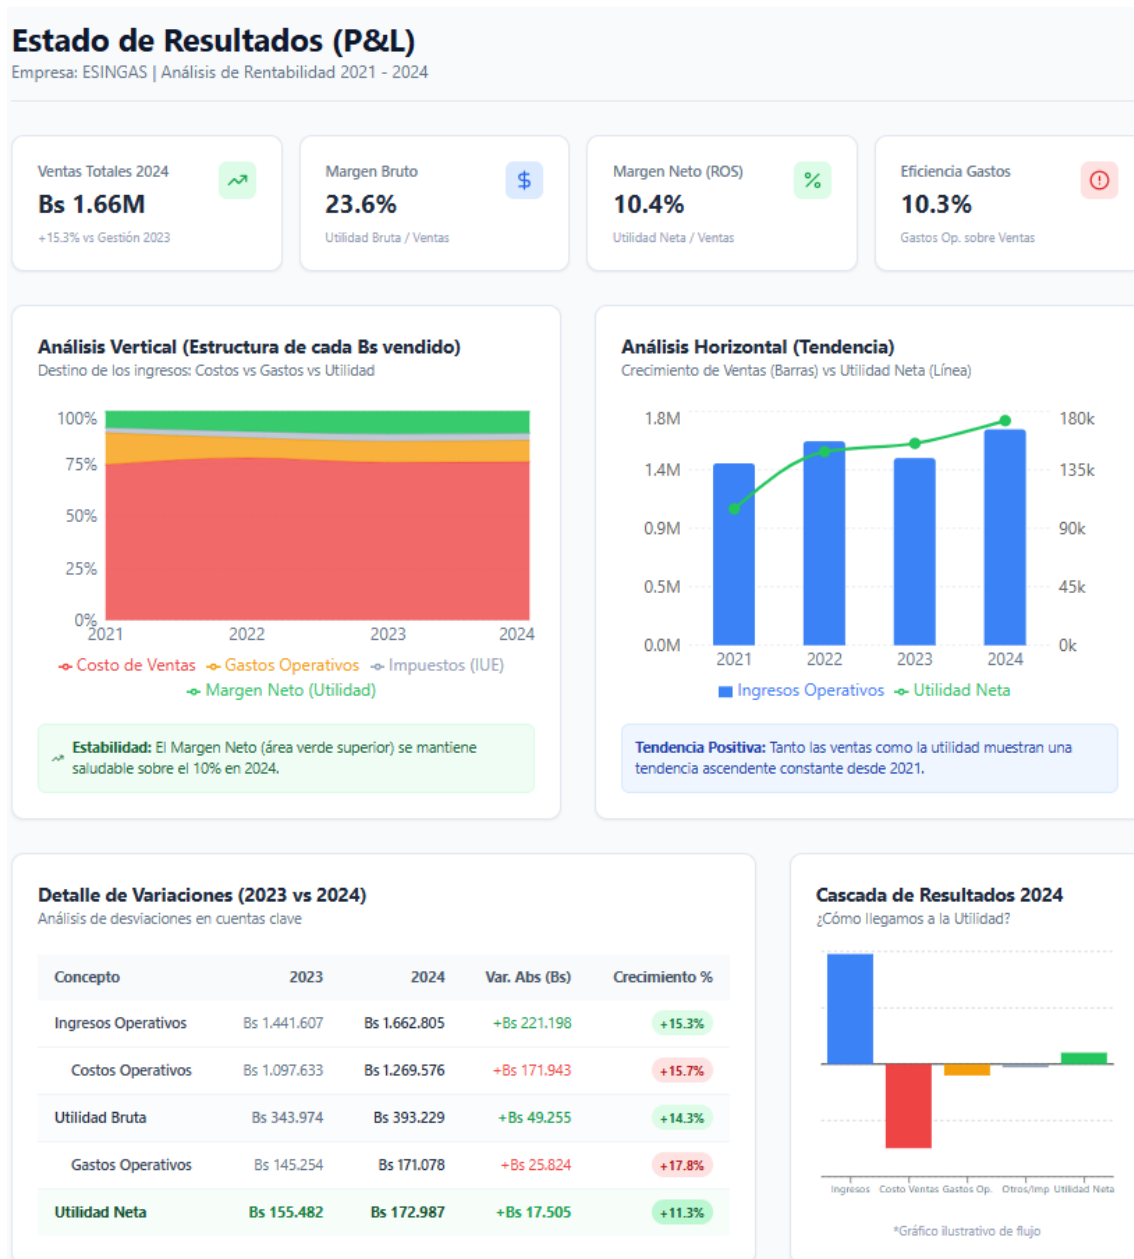 Estado de Resultados (P&L)
Empresa: ESINGAS | Análisis de Rentabilidad 2021 - 2024
Ventas Totales 2024
Bs 1.66M
+15.3% vs Gestión 2023
Margen Bruto
$
23.6%
Utilidad Bruta / Ventas
Margen Neto (ROS)
%
10.4%
Utilidad Neta / Ventas
Eficiencia Gastos
10.3%
Gastos Op. sobre Ventas
Análisis Vertical (Estructura de cada Bs vendido)
Destino de los ingresos: Costos vs Gastos vs Utilidad
100%
75%
50%
25%
0%
2021 2022 2023 2024
Costo de Ventas Gastos Operativos Impuestos (IUE)
Margen Neto (Utilidad)
Estabilidad: El Margen Neto (área verde superior) se mantiene
saludable sobre el 10% en 2024.
Análisis Horizontal (Tendencia)
Crecimiento de Ventas (Barras) vs Utilidad Neta (Línea)
1.8M 180k
1.4M 135k
0.9M 90k
0.5M 45k
0.0M 0k
2021 2022 2023 2024
Ingresos Operativos Utilidad Neta
Tendencia Positiva: Tanto las ventas como la utilidad muestran una
tendencia ascendente constante desde 2021.
Detalle de Variaciones (2023 vs 2024)
Análisis de desviaciones en cuentas clave
Concepto 2023 2024 Var. Abs (Bs) Crecimiento %
Ingresos Operativos Bs 1.441.607 Bs 1.662.805 +Bs 221.198 +15.3%
Costos Operativos Bs 1.097.633 Bs 1.269.576 +Bs 171.943 +15.7%
Utilidad Bruta Bs 343.974 Bs 393.229 +Bs 49.255 +14.3%
Gastos Operativos Bs 145.254 Bs 171.078 +Bs 25.824 +17.8%
Utilidad Neta Bs 155.482 Bs 172.987 +Bs 17.505 +11.3%
Cascada de Resultados 2024
¿Cómo llegamos a la Utilidad?
Ingresos Costo Ventas Gastos Op. Otros/Imp Utilidad Neta
*Gráfico ilustrativo de flujo